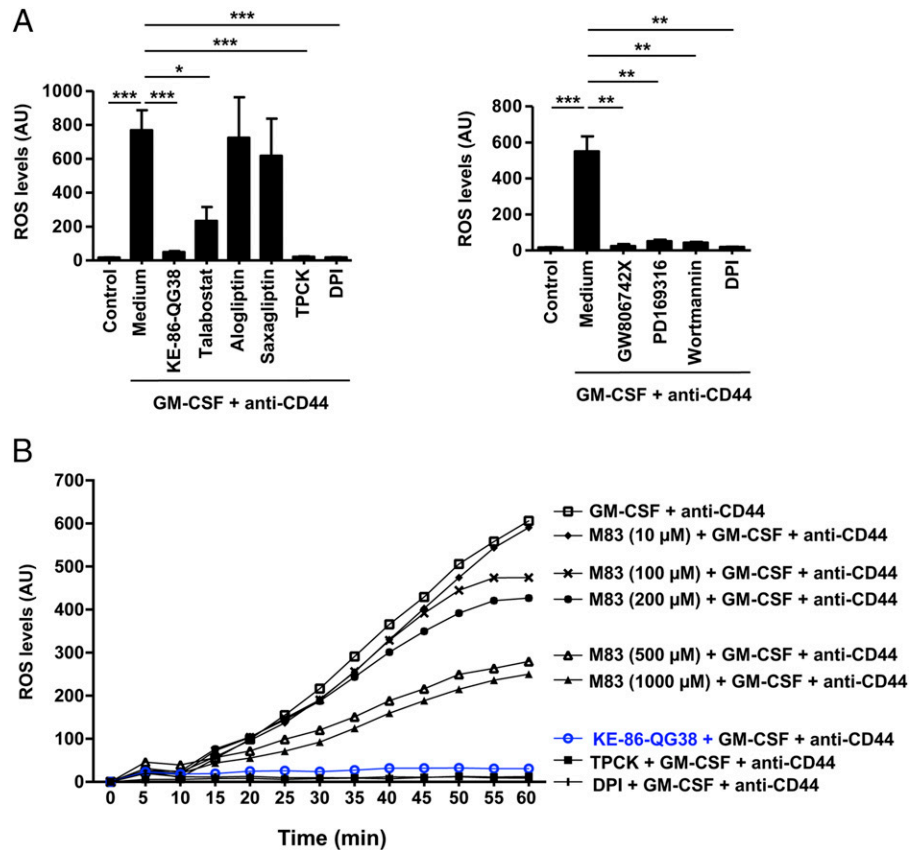 A
***
***
*
*** ***
1000
800
600
400
200
0
ROS levels (AU)
Control
Medium
KE-86-QG38
Talabostat
Alogliptin
Saxagliptin
TPCK
DPI
GM-CSF + anti-CD44
**
**
**
*** **
800
600
400
200
0
ROS levels (AU)
Control
Medium
GW806742X
PD169316
Wortmannin
DPI
GM-CSF + anti-CD44
B
700
600
500
400
300
200
100
0
ROS levels (AU)
0 5 10 15 20 25 30 35 40 45 50 55 60
Time (min)
GM-CSF + anti-CD44
M83 (10 µM) + GM-CSF + anti-CD44
M83 (100 µM) + GM-CSF + anti-CD44
M83 (200 µM) + GM-CSF + anti-CD44
M83 (500 µM) + GM-CSF + anti-CD44
M83 (1000 µM) + GM-CSF + anti-CD44
KE-86-QG38 + GM-CSF + anti-CD44
TPCK + GM-CSF + anti-CD44
DPI + GM-CSF + anti-CD44